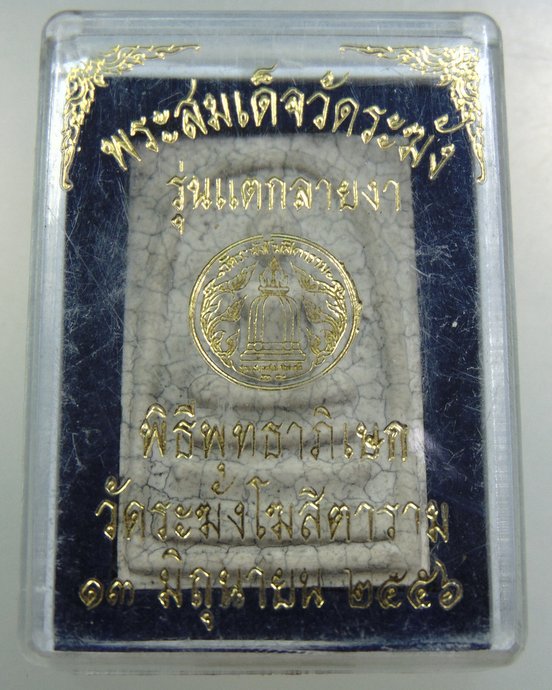 พระสมเด็จวัดระฆัง
รุ่นแตกลายงา
พิธีพุทธาภิเษก
วัดระฆังโฆสิตาราม
๑๓ มิถุนายน ๒๕๕๖